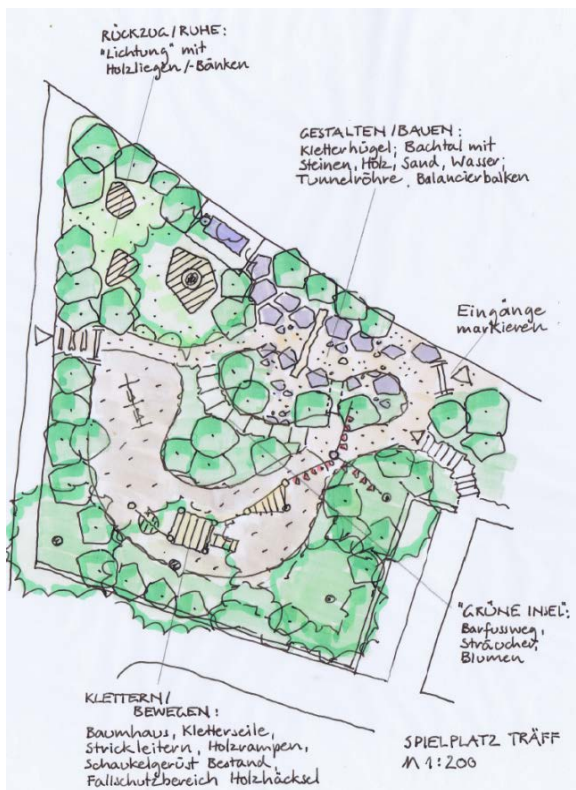 RÜCKZUG/RUHE:
"Lichtung" mit
Holzliegen/-Bänken
GESTALTEN/BAUEN:
Kletterhügel; Bachtal mit
Steinen, Holz, Sand, Wasser;
Tunnelröhre, Balancierbalken
Eingänge
markieren
"GRÜNE INSEL":
Barfussweg,
Sträucher,
Blumen
KLETTERN/
BEWEGEN:
Baumhaus, Kletterseile,
Strickleitern, Holzrampen,
Schaukelgerüst Bestand,
Fallschutzbereich Holzhäcksel
SPIELPLATZ TRÄFF
M 1:200